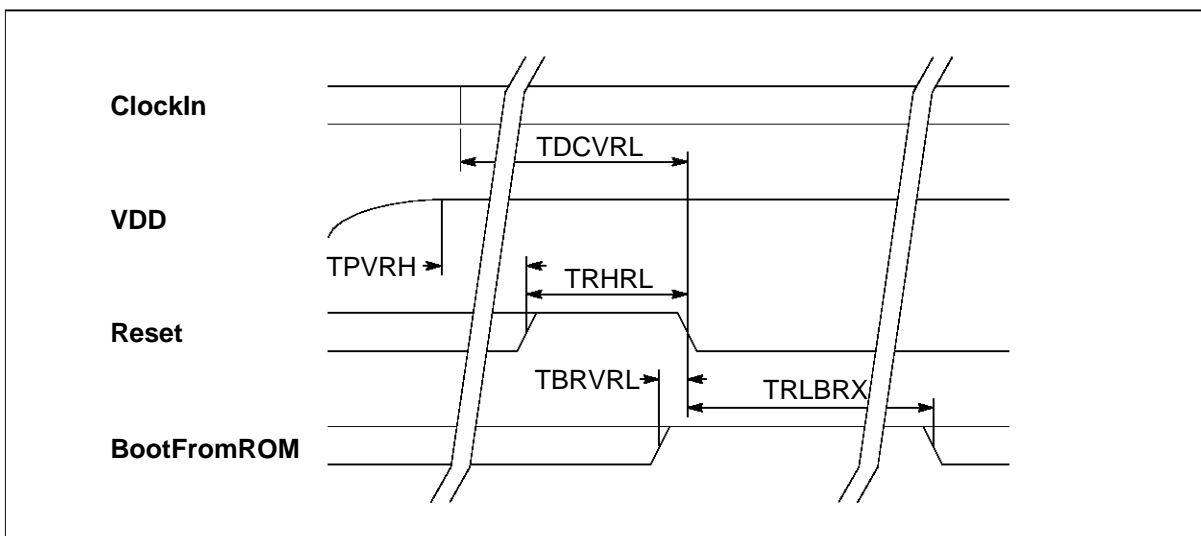 ClockIn
TDCVRL
VDD
TPVRH
TRHRL
Reset
TBRVRL
TRLBRX
BootFromROM